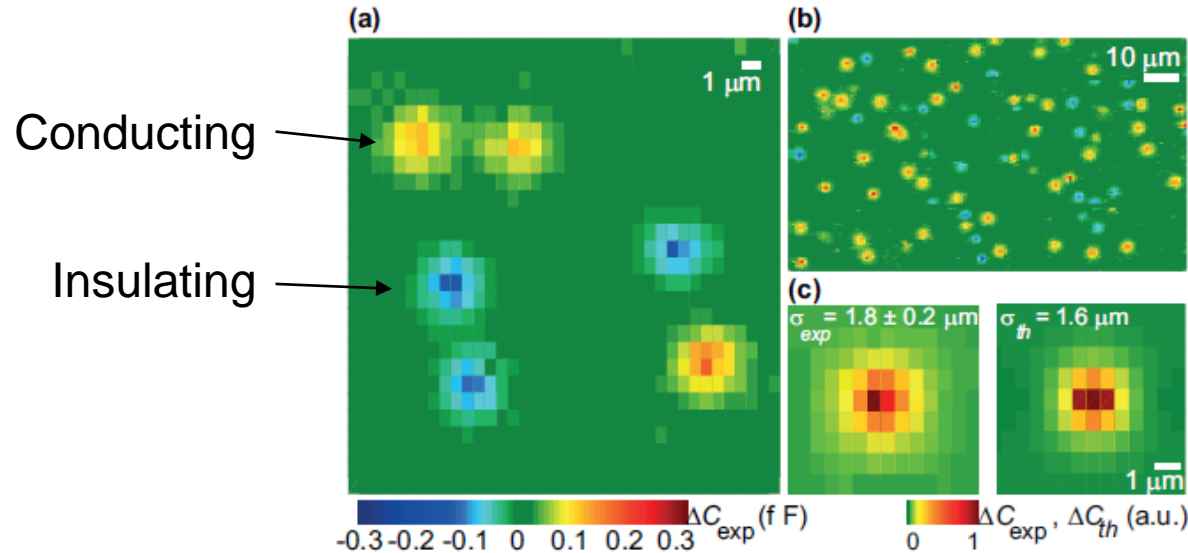 Conducting
Insulating
(a)
1 μm
(b)
10 μm
(c)
σexp = 1.8 ± 0.2 μm
σth = 1.6 μm
1 μm
-0.3 -0.2 -0.1 0 0.1 0.2 0.3
ΔCexp (f F)
0 1
ΔCexp , ΔCth (a.u.)